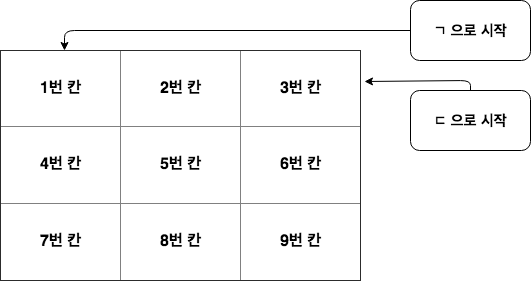 ㄱ 으로 시작
1번 칸 2번 칸 3번 칸
ㄷ 으로 시작
4번 칸 5번 칸 6번 칸
7번 칸 8번 칸 9번 칸